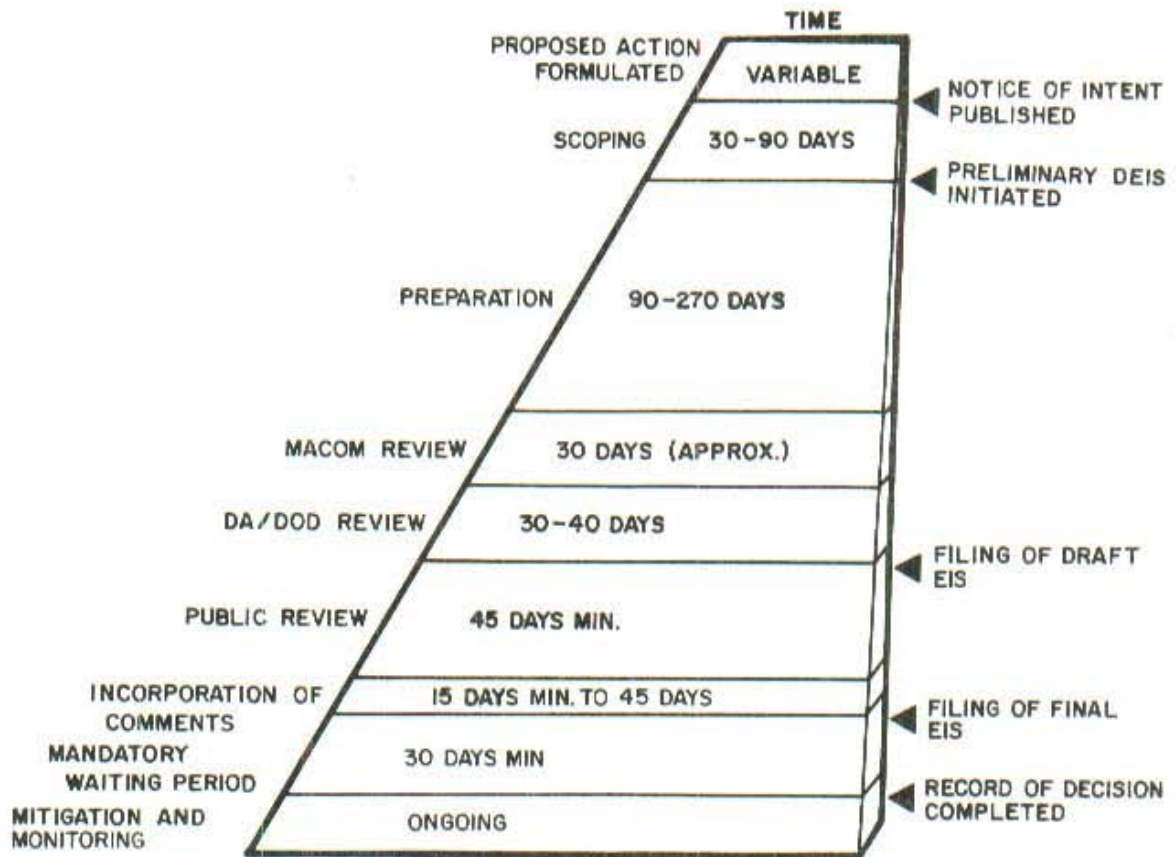 TIME
PROPOSED ACTION
FORMULATED
VARIABLE
NOTICE OF INTENT
PUBLISHED
SCOPING
30-90 DAYS
PRELIMINARY DEIS
INITIATED
PREPARATION
90-270 DAYS
MACOM REVIEW
30 DAYS (APPROX.)
DA/DOD REVIEW
30-40 DAYS
FILING OF DRAFT
EIS
PUBLIC REVIEW
45 DAYS MIN.
INCORPORATION OF
COMMENTS
15 DAYS MIN. TO 45 DAYS
FILING OF FINAL
EIS
MANDATORY
WAITING PERIOD
30 DAYS MIN
RECORD OF DECISION
COMPLETED
MITIGATION AND
MONITORING
ONGOING